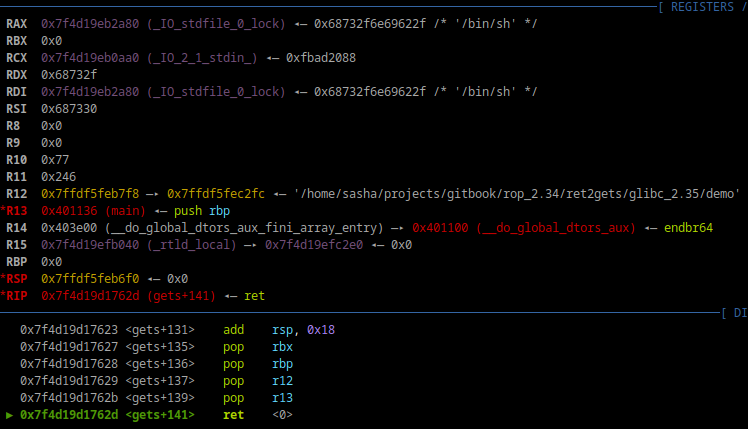 [ REGISTERS /
RAX 0x7f4d19eb2a80 (_IO_stdfile_0_lock) ◂— 0x68732f6e69622f /* '/bin/sh' */
RBX 0x0
RCX 0x7f4d19eb0aa0 (_IO_2_1_stdin_) ◂— 0xfbad2088
RDX 0x68732f
RDI 0x7f4d19eb2a80 (_IO_stdfile_0_lock) ◂— 0x68732f6e69622f /* '/bin/sh' */
RSI 0x687330
R8 0x0
R9 0x0
R10 0x77
R11 0x246
R12 0x7ffdf5feb7f8 —▸ 0x7ffdf5fec2fc ◂— '/home/sasha/projects/gitbook/rop_2.34/ret2gets/glibc_2.35/demo'
*R13 0x401136 (main) ◂— push rbp
R14 0x403e00 (__do_global_dtors_aux_fini_array_entry) —▸ 0x401100 (__do_global_dtors_aux) ◂— endbr64
R15 0x7f4d19efb040 (_rtld_local) —▸ 0x7f4d19efc2e0 ◂— 0x0
RBP 0x0
*RSP 0x7ffdf5feb6f0 ◂— 0x0
*RIP 0x7f4d19d1762d (gets+141) ◂— ret
[ DI
0x7f4d19d17623 <gets+131> add rsp, 0x18
0x7f4d19d17627 <gets+135> pop rbx
0x7f4d19d17628 <gets+136> pop rbp
0x7f4d19d17629 <gets+137> pop r12
0x7f4d19d1762b <gets+139> pop r13
► 0x7f4d19d1762d <gets+141> ret <0>